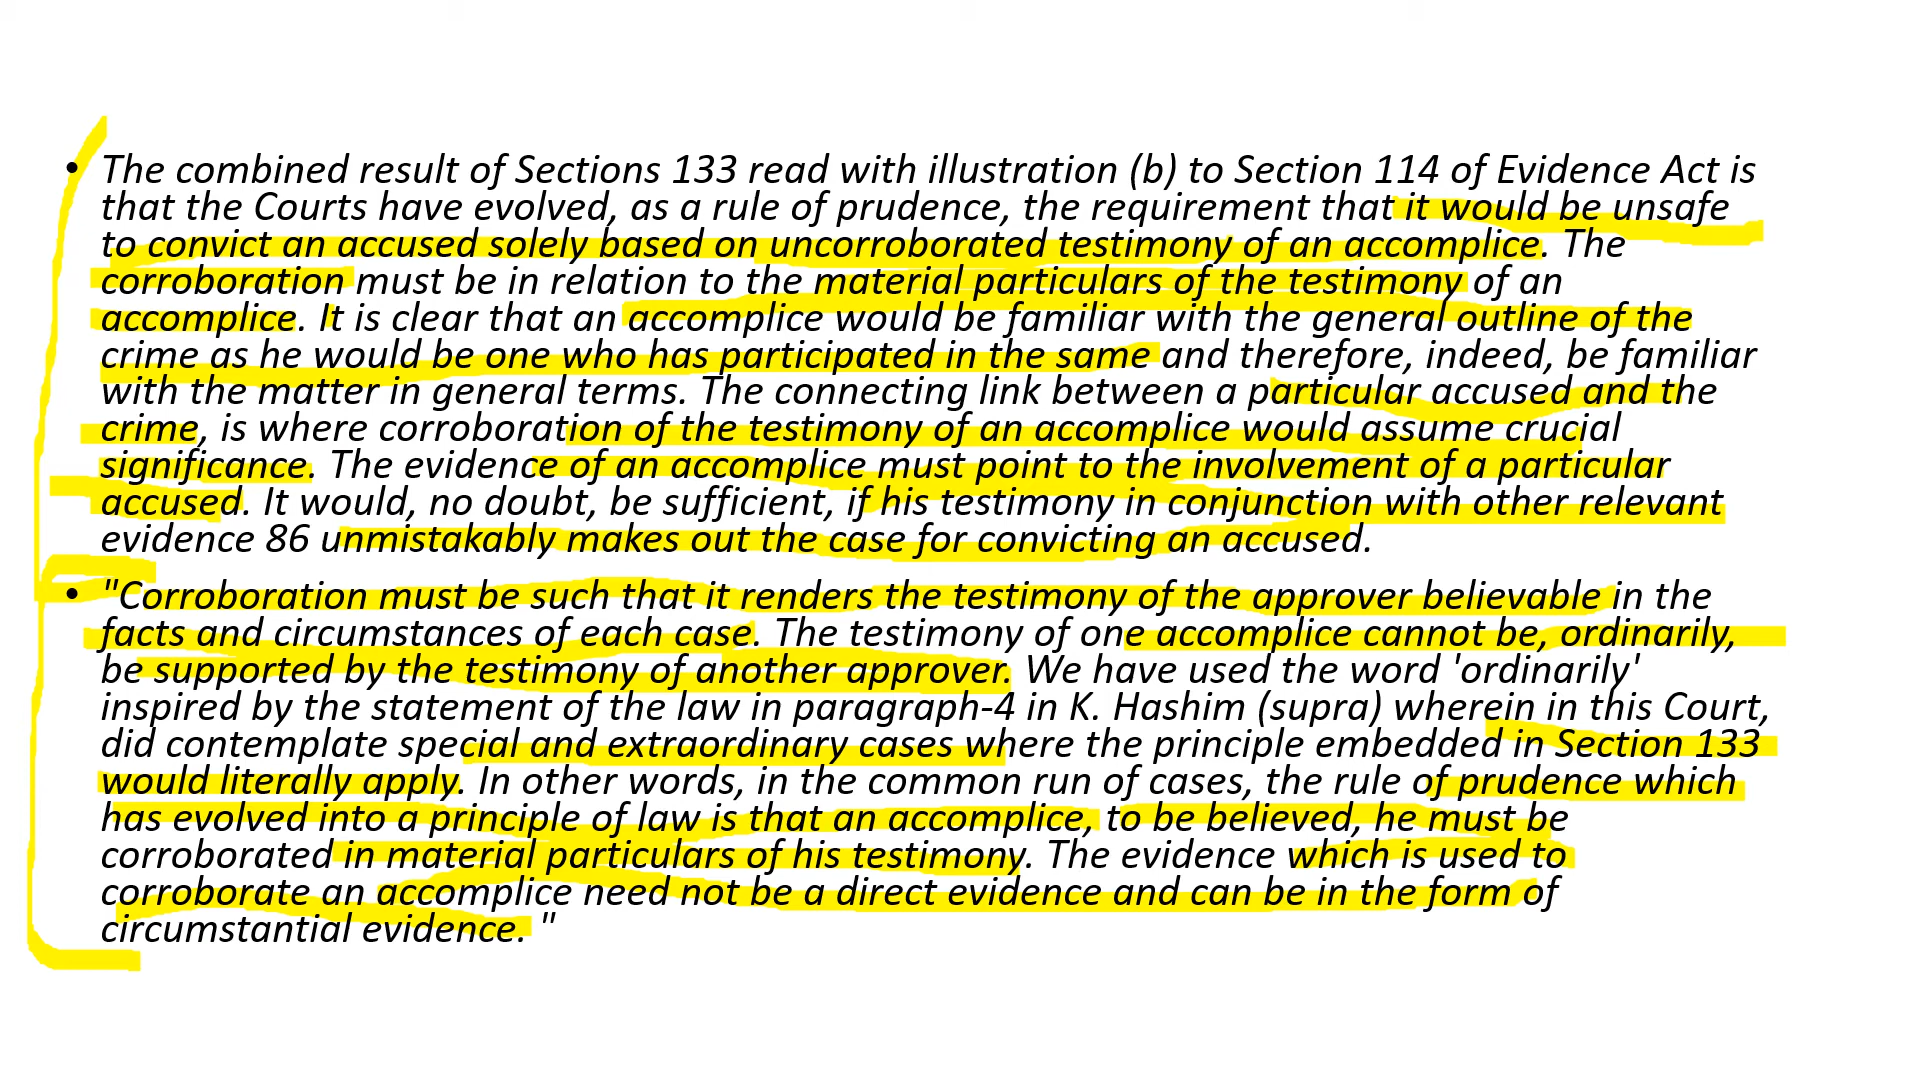 • The combined result of Sections 133 read with illustration (b) to Section 114 of Evidence Act is
that the Courts have evolved, as a rule of prudence, the requirement that it would be unsafe
to convict an accused solely based on uncorroborated testimony of an accomplice. The
corroboration must be in relation to the material particulars of the testimony of an
accomplice. It is clear that an accomplice would be familiar with the general outline of the
crime as he would be one who has participated in the same and therefore, indeed, be familiar
with the matter in general terms. The connecting link between a particular accused and the
crime, is where corroboration of the testimony of an accomplice would assume crucial
significance. The evidence of an accomplice must point to the involvement of a particular
accused. It would, no doubt, be sufficient, if his testimony in conjunction with other relevant
evidence 86 unmistakably makes out the case for convicting an accused.
• "Corroboration must be such that it renders the testimony of the approver believable in the
facts and circumstances of each case. The testimony of one accomplice cannot be, ordinarily,
be supported by the testimony of another approver. We have used the word 'ordinarily'
inspired by the statement of the law in paragraph-4 in K. Hashim (supra) wherein in this Court,
did contemplate special and extraordinary cases where the principle embedded in Section 133
would literally apply. In other words, in the common run of cases, the rule of prudence which
has evolved into a principle of law is that an accomplice, to be believed, he must be
corroborated in material particulars of his testimony. The evidence which is used to
corroborate an accomplice need not be a direct evidence and can be in the form of
circumstantial evidence. "